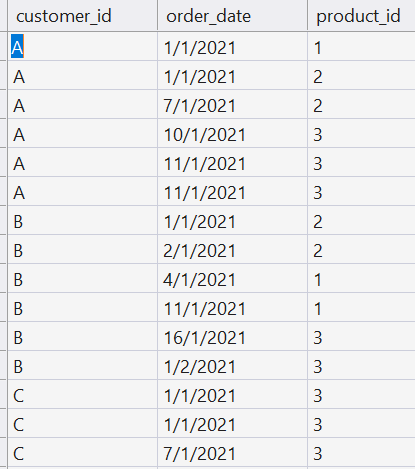 customer_id order_date product_id
A 1/1/2021 1
A 1/1/2021 2
A 7/1/2021 2
A 10/1/2021 3
A 11/1/2021 3
A 11/1/2021 3
B 1/1/2021 2
B 2/1/2021 2
B 4/1/2021 1
B 11/1/2021 1
B 16/1/2021 3
B 1/2/2021 3
C 1/1/2021 3
C 1/1/2021 3
C 7/1/2021 3